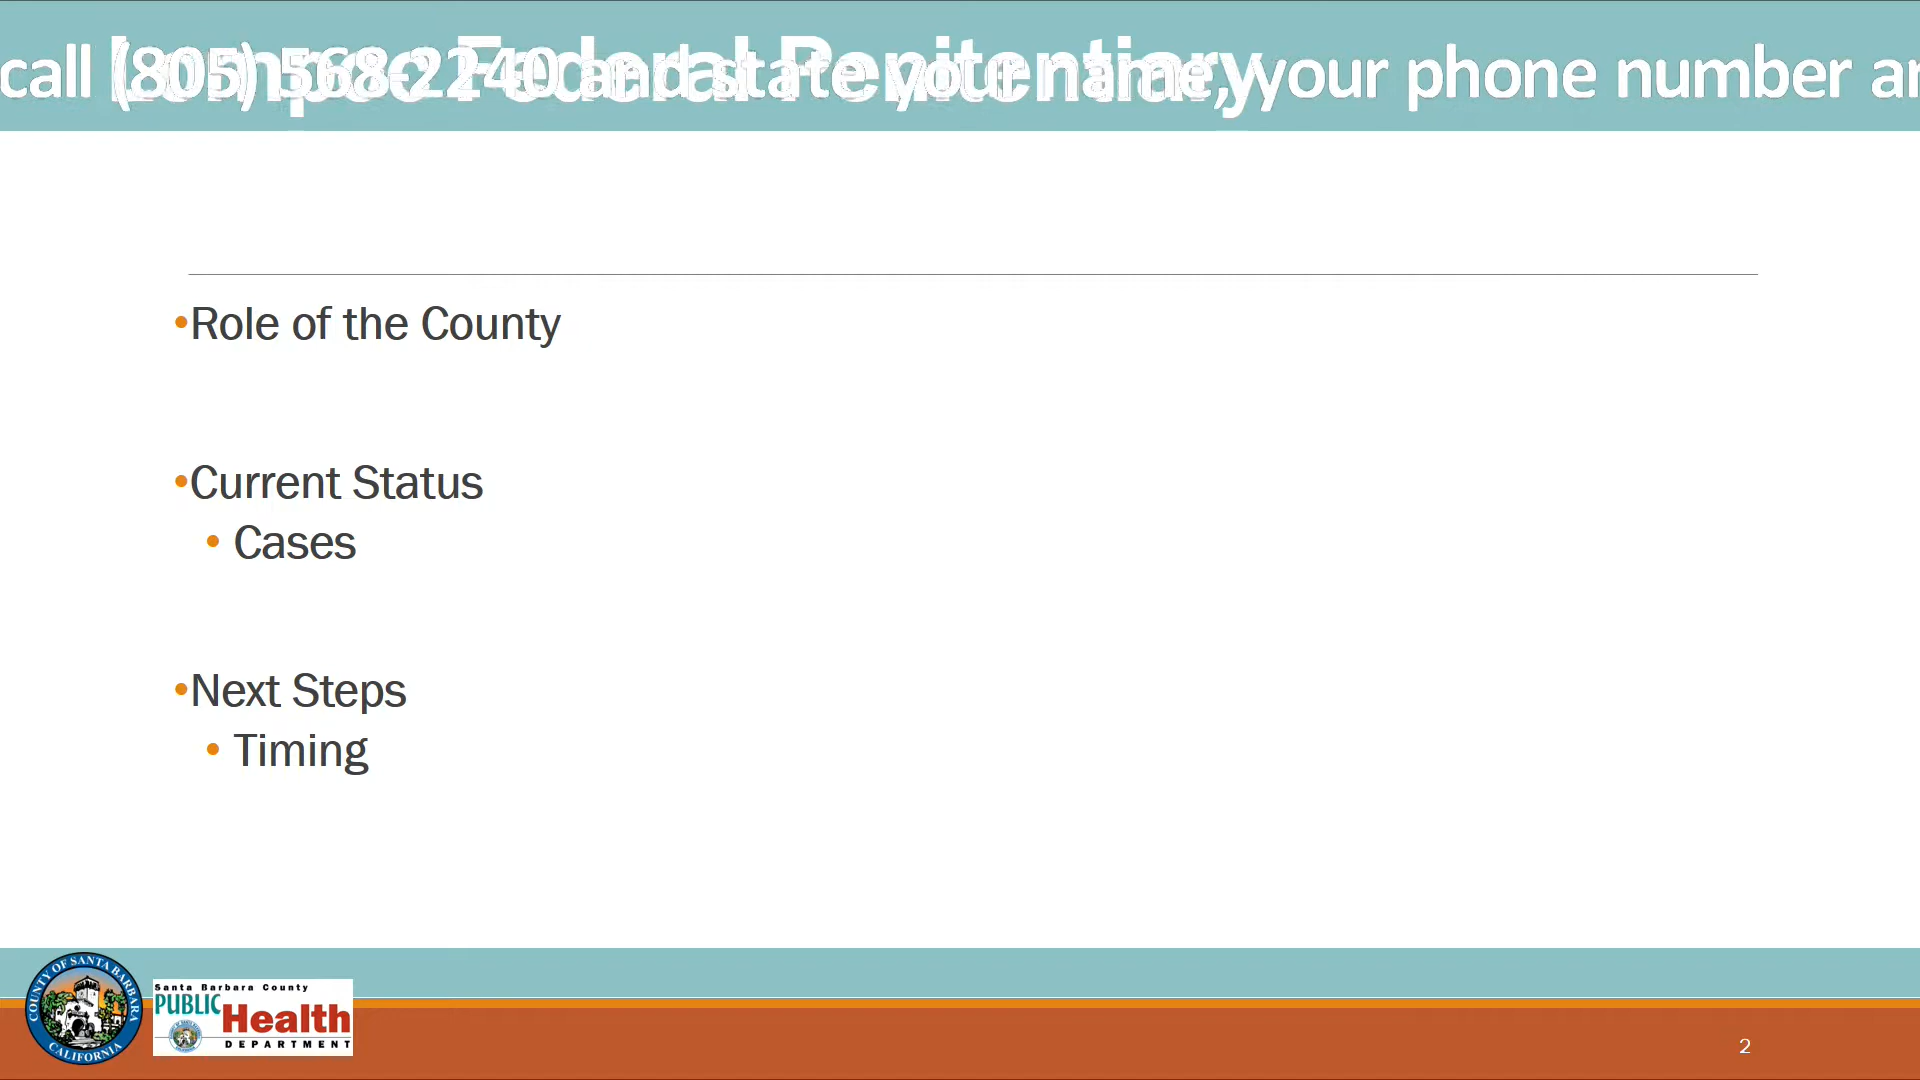 Lompoc Federal Penitentiary
call (805) 568-2240 and state your name, your phone number an
•Role of the County
•Current Status
• Cases
•Next Steps
• Timing
COUNTY OF SANTA BARBARA
CALIFORNIA
Santa Barbara County
PUBLIC
Health
DEPARTMENT
2